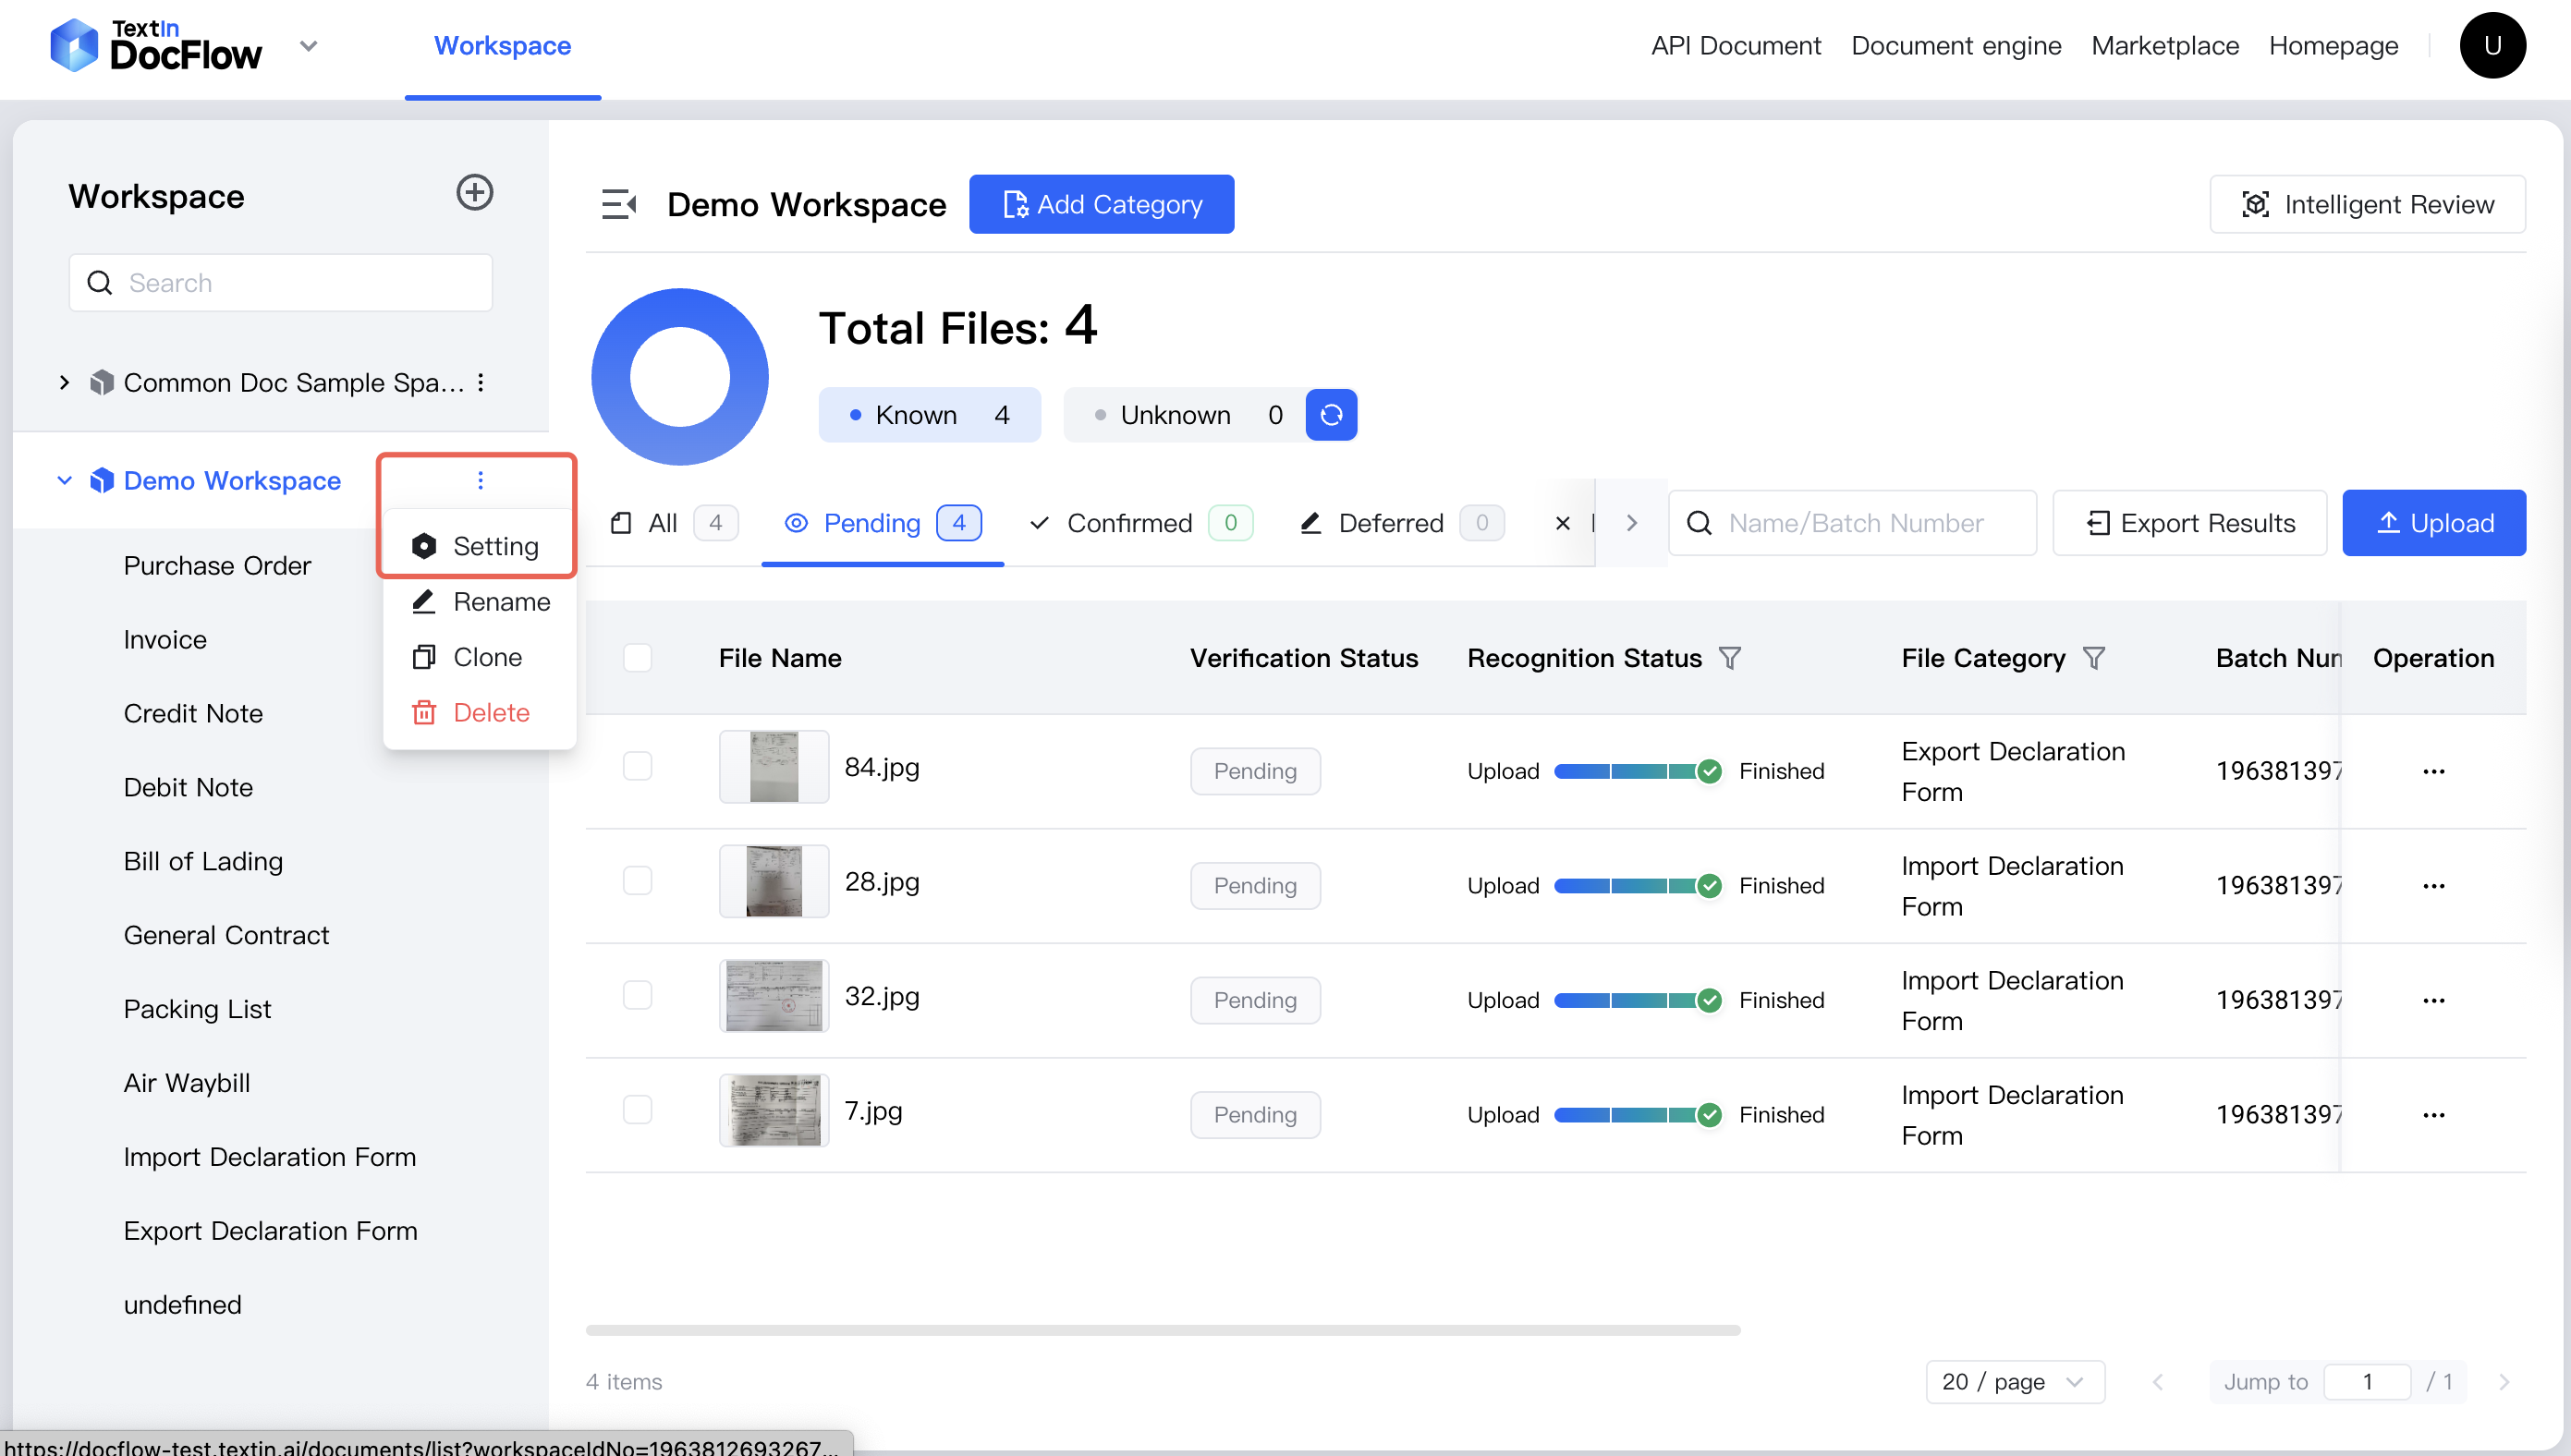 TextIn
DocFlow
Workspace
API Document
Document engine
Marketplace
Homepage
U
Workspace
Search
Common Doc Sample Spa...
Demo Workspace
Setting
Rename
Clone
Delete
Purchase Order
Invoice
Credit Note
Debit Note
Bill of Lading
General Contract
Packing List
Air Waybill
Import Declaration Form
Export Declaration Form
undefined
Demo Workspace
Add Category
Intelligent Review
Total Files: 4
Known 4
Unknown 0
All 4
Pending 4
Confirmed 0
Deferred 0
Name/Batch Number
Export Results
Upload
File Name
Verification Status
Recognition Status
File Category
Batch Num
Operation
84.jpg
Pending
Upload
Finished
Export Declaration
Form
196381397
28.jpg
Pending
Upload
Finished
Import Declaration
Form
196381397
32.jpg
Pending
Upload
Finished
Import Declaration
Form
196381397
7.jpg
Pending
Upload
Finished
Import Declaration
Form
196381397
4 items
20 / page
Jump to 1 / 1
https://docflow-test.textin.ai/documents/list?workspaceIdNo=1963812693267...